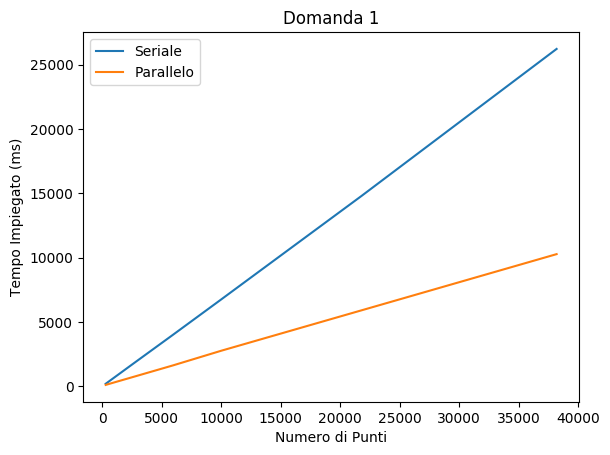 Domanda 1
Seriale
Parallelo
25000
20000
15000
10000
5000
0
Tempo Impiegato (ms)
0 5000 10000 15000 20000 25000 30000 35000 40000
Numero di Punti